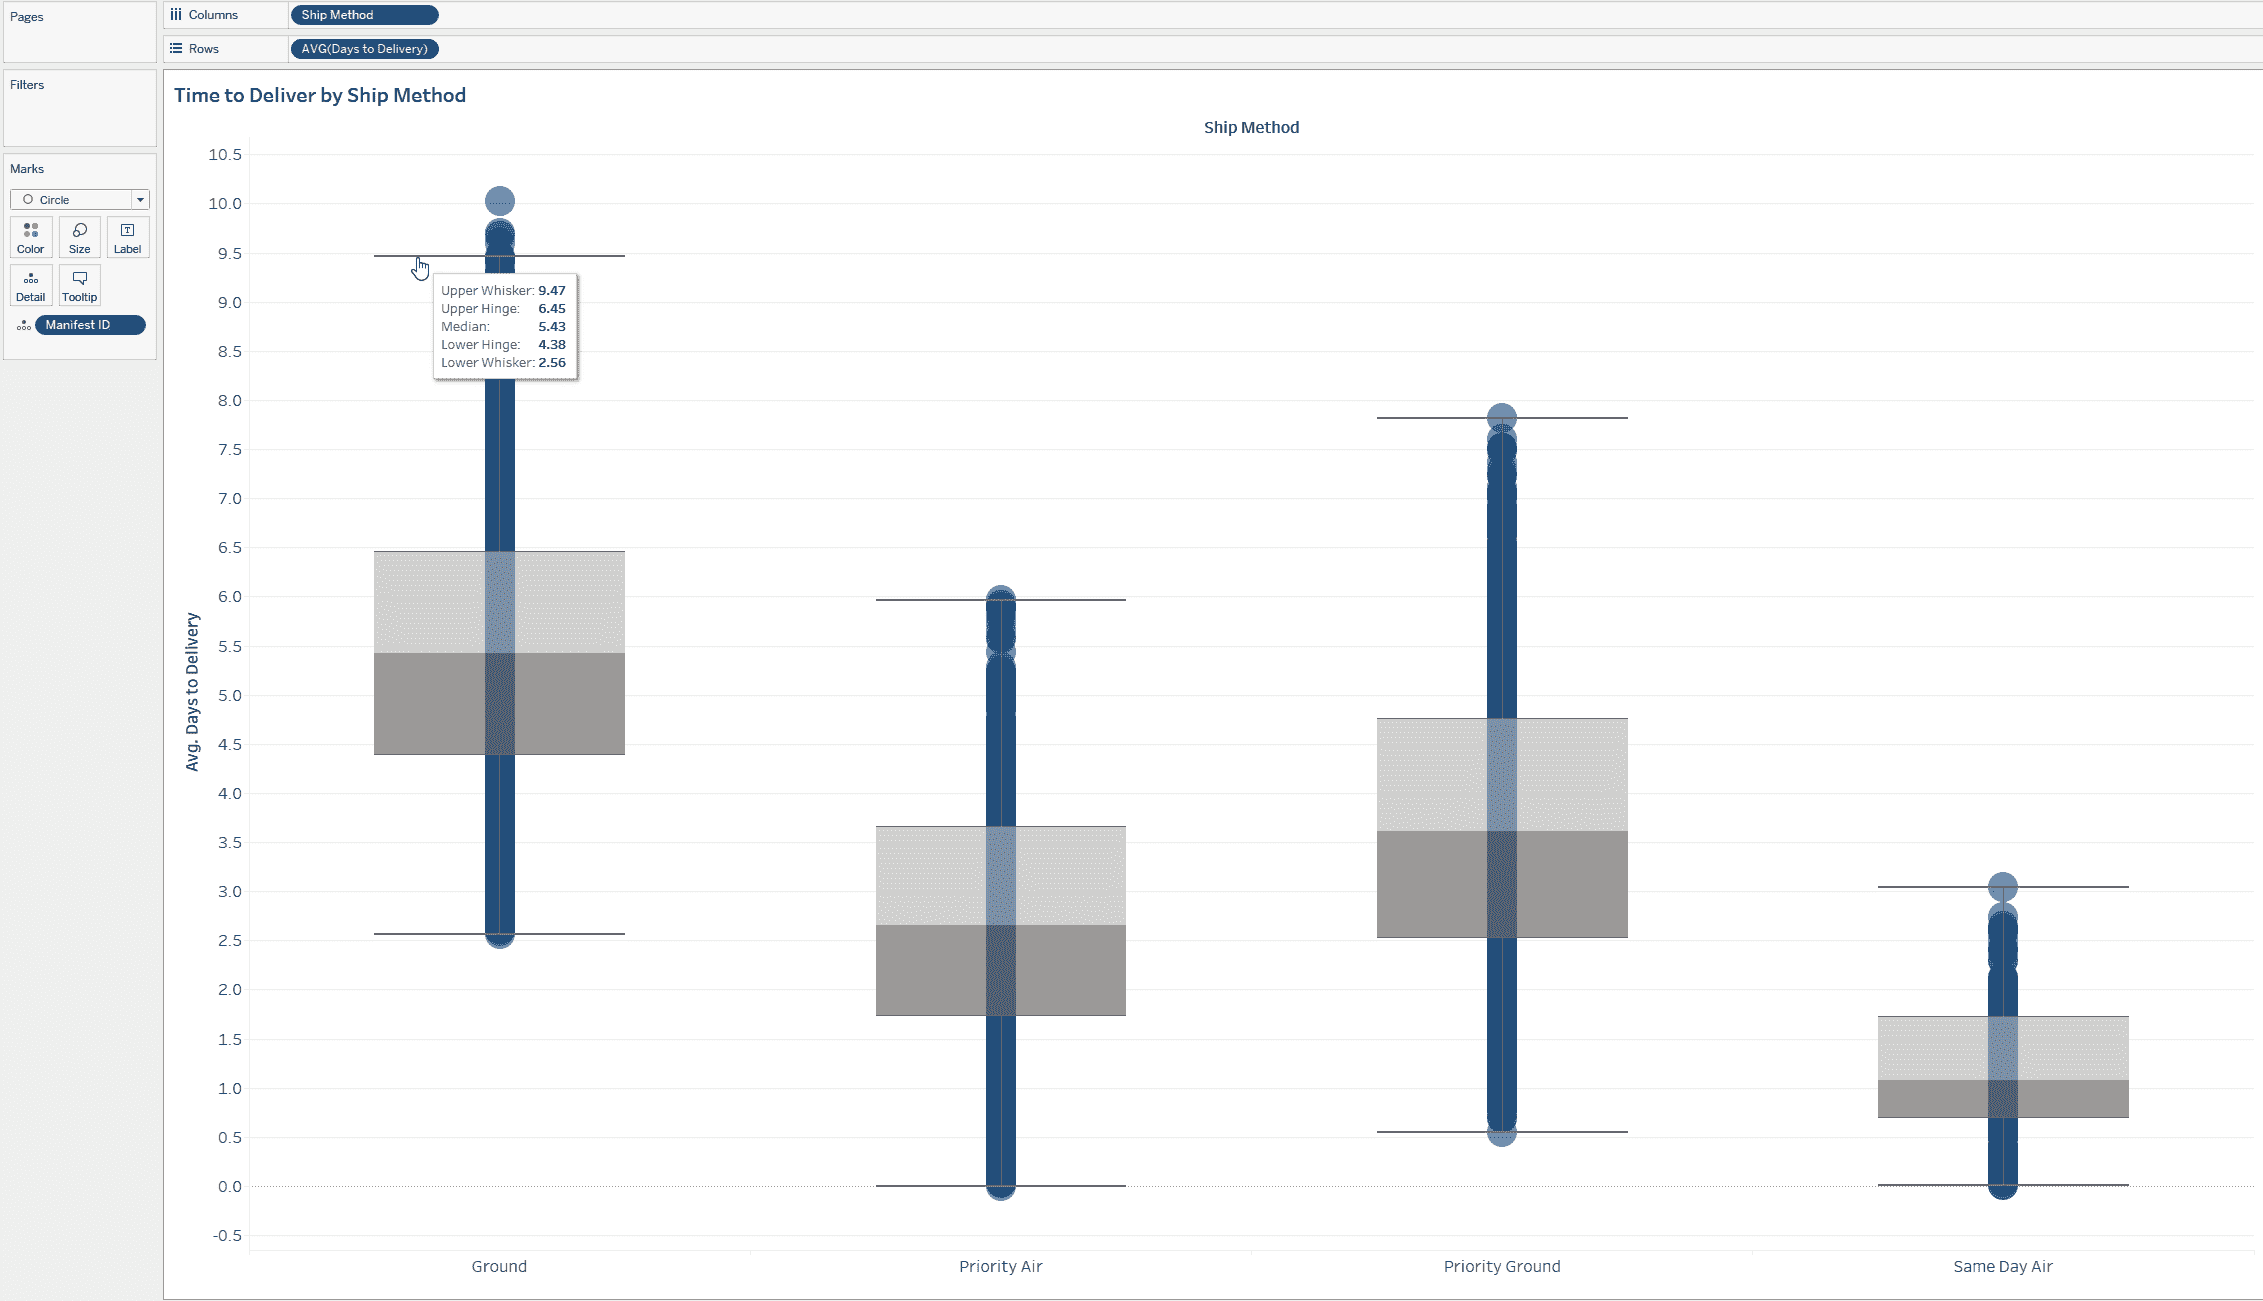 Pages
Columns
Ship Method
Rows
AVG(Days to Delivery)
Filters
Marks
Circle
Color
Size
Label
Detail
Tooltip
Manifest ID
Time to Deliver by Ship Method
Ship Method
Avg. Days to Delivery
10.5
10.0
9.5
9.0
8.5
8.0
7.5
7.0
6.5
6.0
5.5
5.0
4.5
4.0
3.5
3.0
2.5
2.0
1.5
1.0
0.5
0.0
-0.5
Upper Whisker: 9.47
Upper Hinge: 6.45
Median: 5.43
Lower Hinge: 4.38
Lower Whisker: 2.56
Ground
Priority Air
Priority Ground
Same Day Air